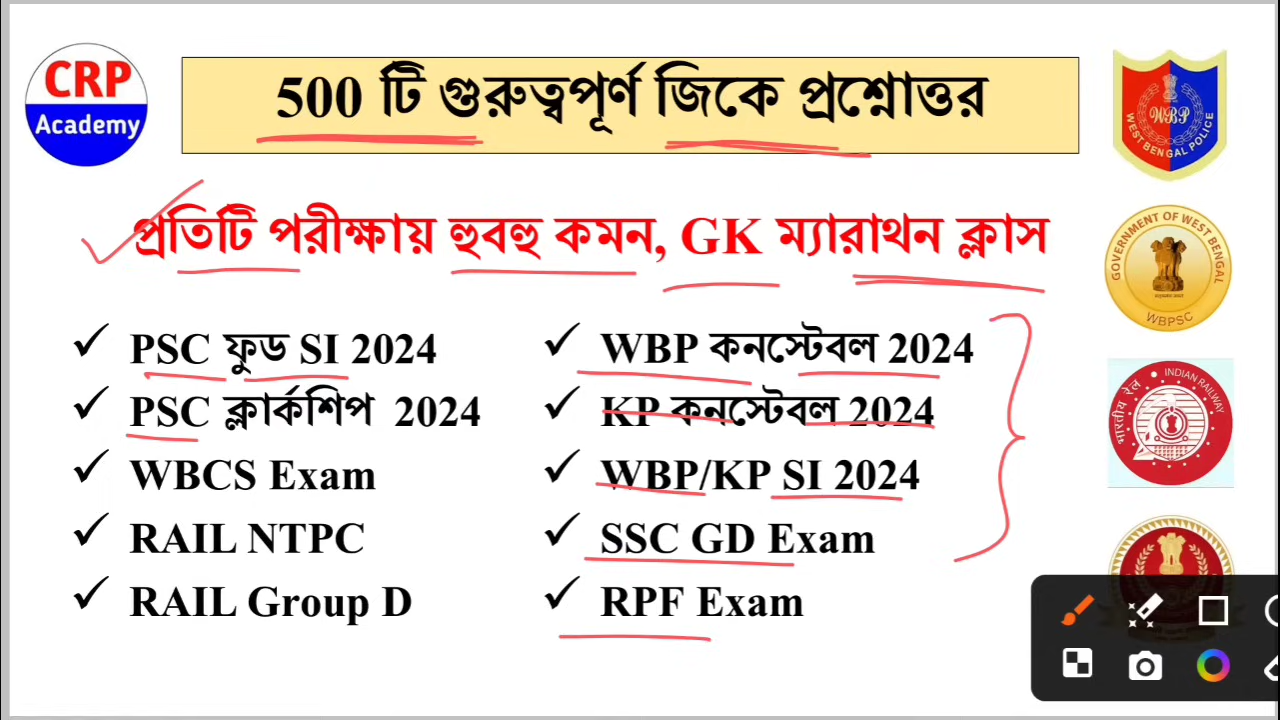 CRP
Academy
500 টি গুরুত্বপূর্ণ জিকে প্রশ্নোত্তর
WBP
WEST BENGAL POLICE
প্রতিটি পরীক্ষায় হুবহু কমন, GK ম্যারাথন ক্লাস
GOVERNMENT OF WEST BENGAL
WBPSC
PSC ফুড SI 2024
WBP কনস্টেবল 2024
PSC ক্লার্কশিপ 2024
KP কনস্টেবল 2024
WBCS Exam
WBP/KP SI 2024
RAIL NTPC
SSC GD Exam
RAIL Group D
RPF Exam
भारतीय रेल
INDIAN RAILWAY